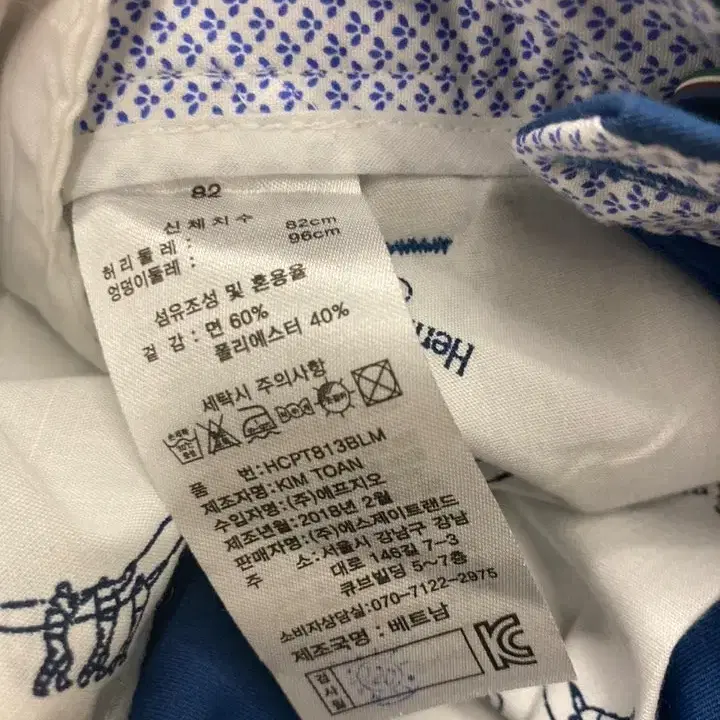 82
신체치수
허리둘레 : 82cm
엉덩이둘레 : 96cm
섬유조성 및 혼용율
겉 감 : 면 60%
폴리에스터 40%
세탁시 주의사항
품 번:HCPT813BLM
제조자명:KIM TOAN
수입자명:(주)에프지오
제조년월:2018년 2월
판매자명:(주)에스제이트랜드
주 소:서울시 강남구 강남
대로 146길 7-3
큐브빌딩 5~7층
소비자상담실:070-7122-2975
제조국명:베트남
검사필